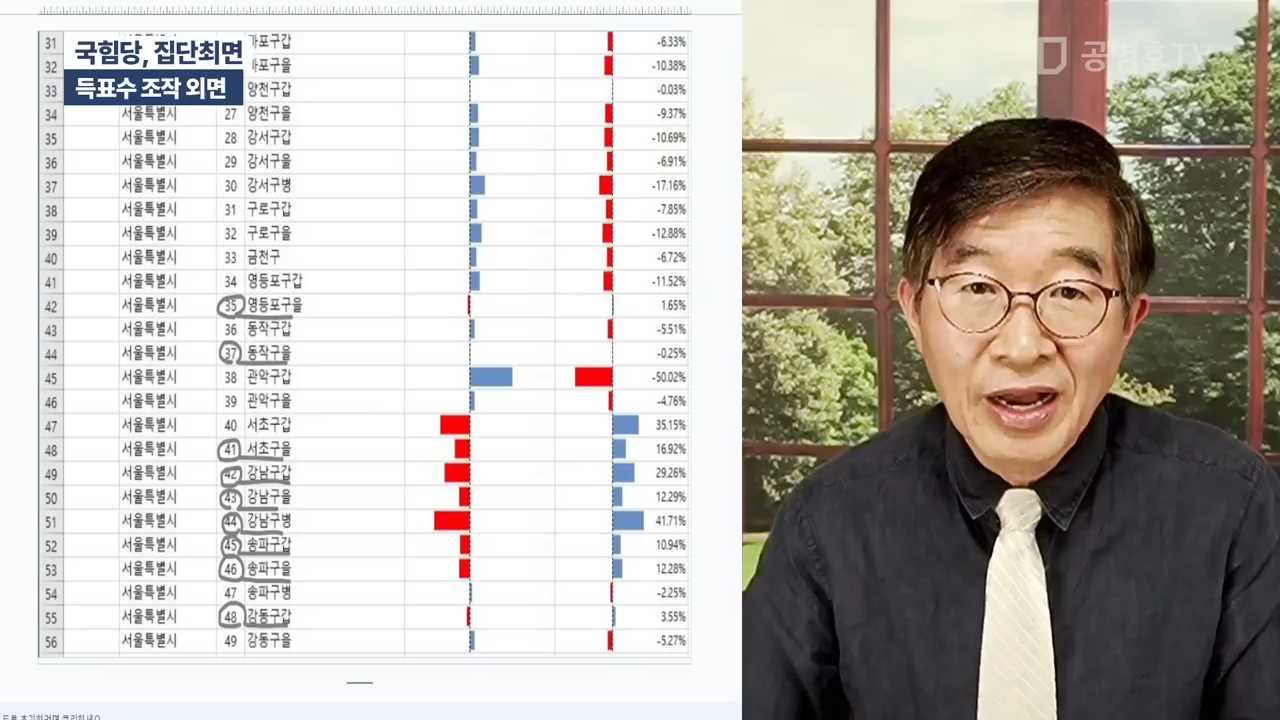 국힘당, 집단최면
득표수 조작 외면
공병호TV
31 마포구갑 -6.33%
32 마포구을 -10.38%
33 양천구갑 -0.03%
34 서울특별시 27 양천구을 -9.37%
35 서울특별시 28 강서구갑 -10.69%
36 서울특별시 29 강서구을 -6.91%
37 서울특별시 30 강서구병 -17.16%
38 서울특별시 31 구로구갑 -7.85%
39 서울특별시 32 구로구을 -12.88%
40 서울특별시 33 금천구 -6.72%
41 서울특별시 34 영등포구갑 -11.52%
42 서울특별시 35 영등포구을 1.65%
43 서울특별시 36 동작구갑 -5.51%
44 서울특별시 37 동작구을 -0.25%
45 서울특별시 38 관악구갑 -50.02%
46 서울특별시 39 관악구을 -4.76%
47 서울특별시 40 서초구갑 35.15%
48 서울특별시 41 서초구을 16.92%
49 서울특별시 42 강남구갑 29.26%
50 서울특별시 43 강남구을 12.29%
51 서울특별시 44 강남구병 41.71%
52 서울특별시 45 송파구갑 10.94%
53 서울특별시 46 송파구을 12.28%
54 서울특별시 47 송파구병 -2.25%
55 서울특별시 48 강동구갑 3.55%
56 서울특별시 49 강동구을 -5.27%